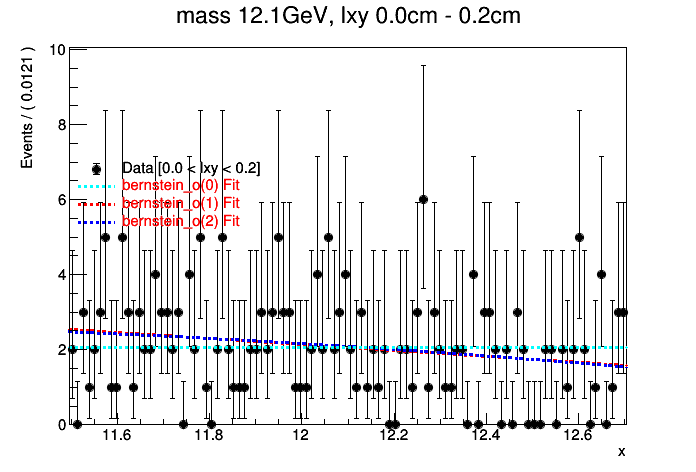 mass 12.1GeV, lxy 0.0cm - 0.2cm
Events / ( 0.0121 )
10
8
6
4
2
0
Data [0.0 < lxy < 0.2]
bernstein_o(0) Fit
bernstein_o(1) Fit
bernstein_o(2) Fit
11.6 11.8 12 12.2 12.4 12.6
x